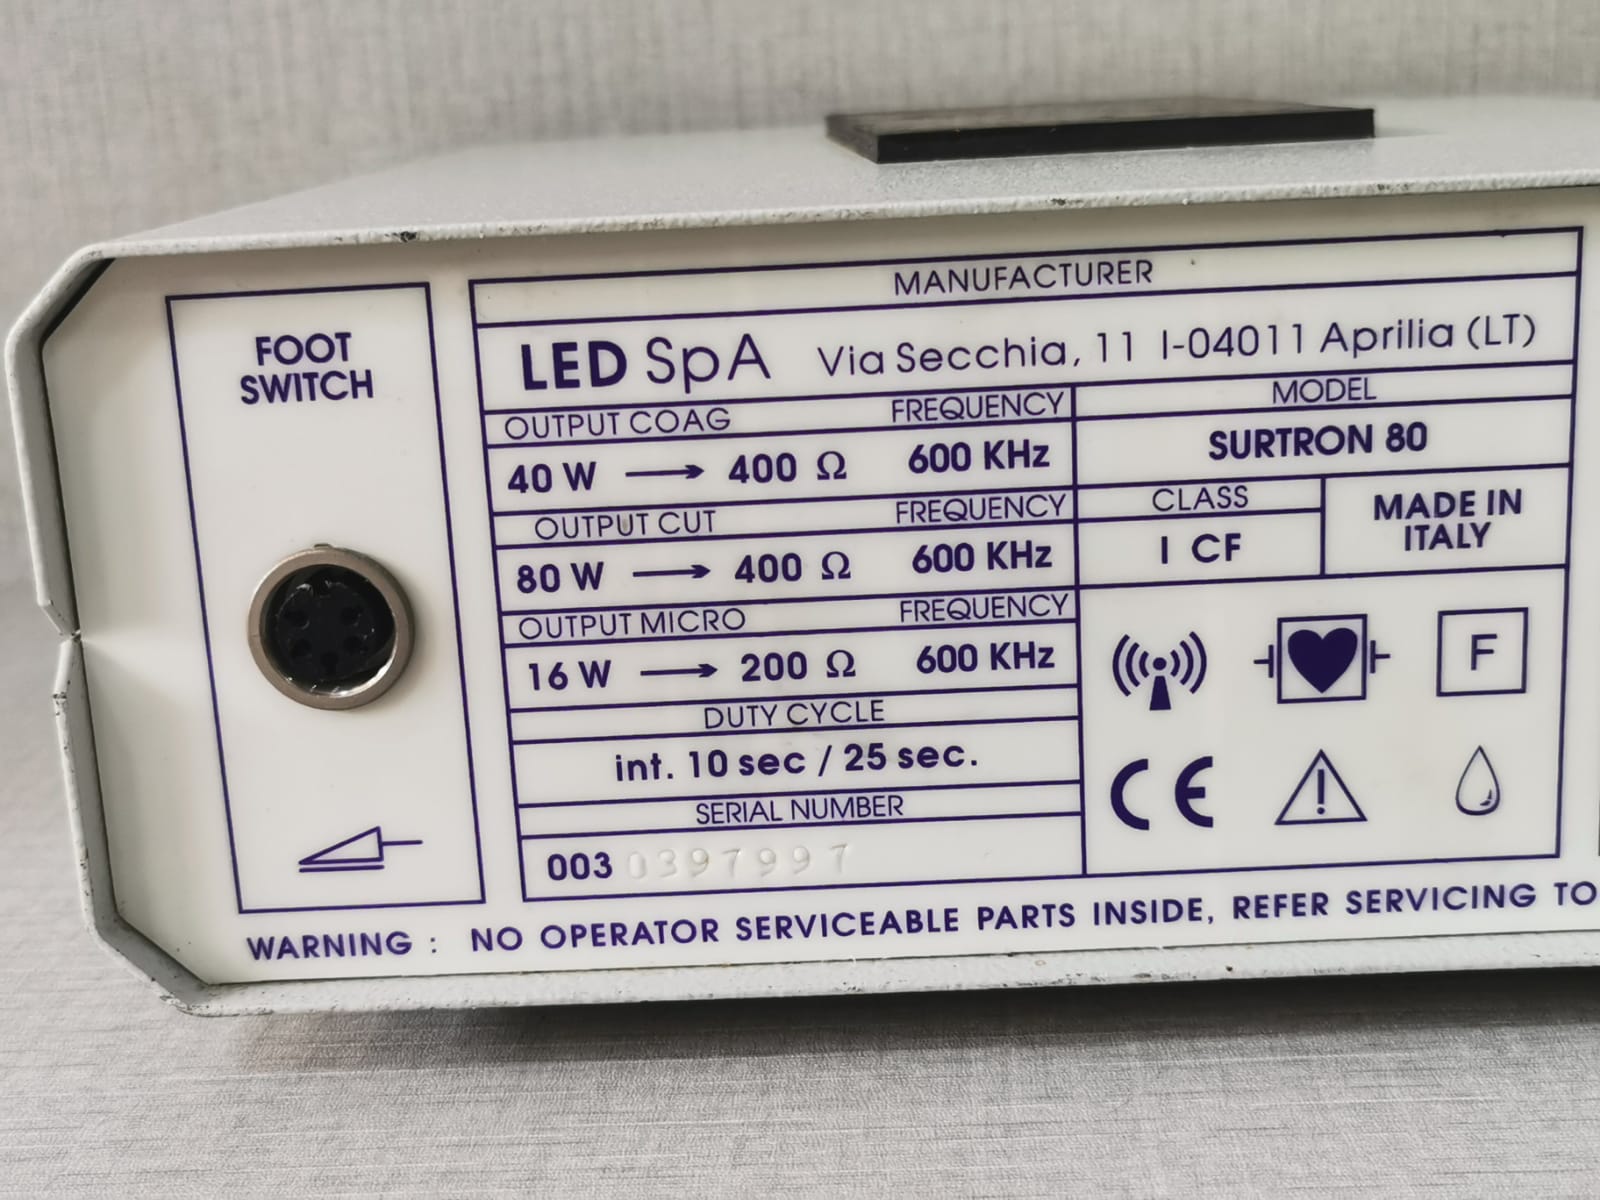 FOOT
SWITCH
MANUFACTURER
LED SpA Via Secchia, 11 I-04011 Aprilia (LT)
OUTPUT COAG FREQUENCY
40 W → 400 Ω 600 KHz
OUTPUT CUT FREQUENCY
80 W → 400 Ω 600 KHz
OUTPUT MICRO FREQUENCY
16 W → 200 Ω 600 KHz
DUTY CYCLE
int. 10 sec / 25 sec.
SERIAL NUMBER
003 0397997
MODEL
SURTRON 80
CLASS
I CF
MADE IN
ITALY
F
CE
!
WARNING : NO OPERATOR SERVICEABLE PARTS INSIDE, REFER SERVICING TO